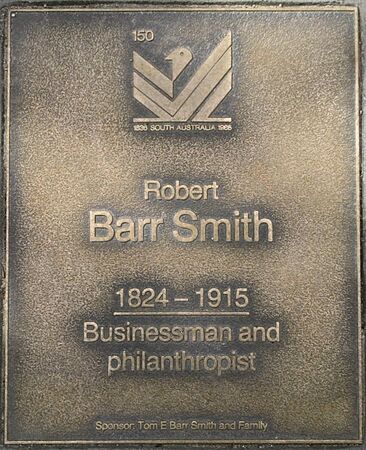 150
1836 SOUTH AUSTRALIA 1986
Robert
Barr Smith
1824 – 1915
Businessman and
philanthropist
Sponsor: Tom E Barr Smith and Family